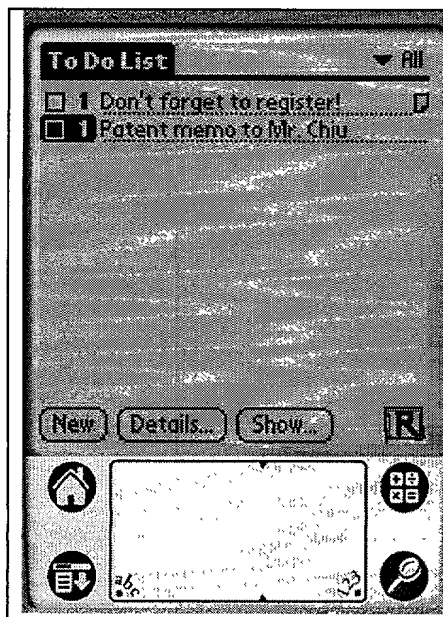 To Do List All
1 Don't forget to register!
1 Patent memo to Mr. Chiu
New Details... Show... R
abc 123